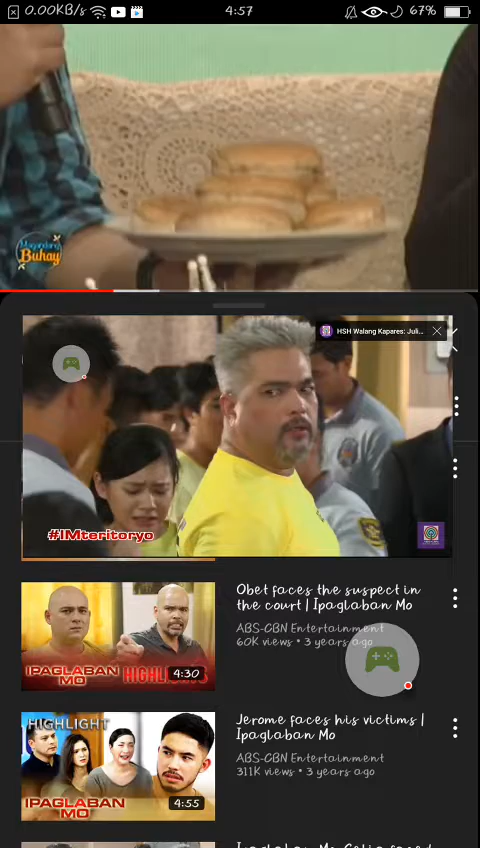 0.00KB/s
4:57
67%
Magandang
Buhay
HSH Walang Kapares: Juli...
#IMteritoryo
Obet faces the suspect in
the court | Ipaglaban Mo
ABS-CBN Entertainment
60K views • 3 years ago
IPAGLABAN
MO
4:30
Jerome faces his victims |
Ipaglaban Mo
ABS-CBN Entertainment
311K views • 3 years ago
HIGHLIGHT
IPAGLABAN
MO
4:55